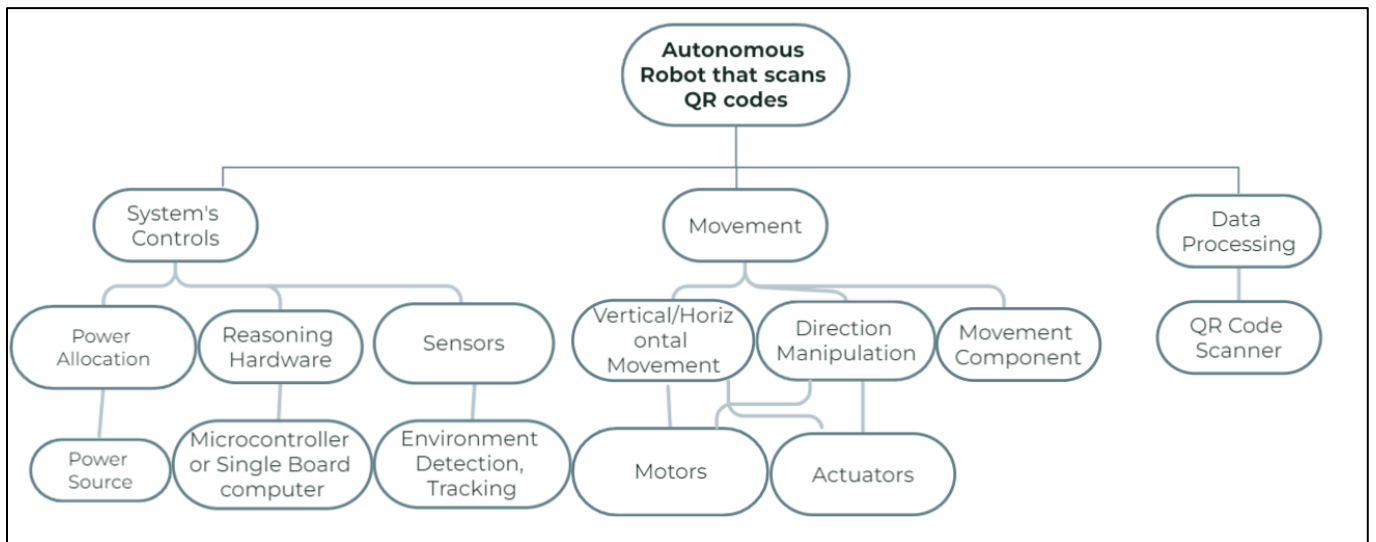 Autonomous
Robot that scans
QR codes
System's
Controls
Movement
Data
Processing
Power
Allocation
Reasoning
Hardware
Sensors
Vertical/Horiz
ontal
Movement
Direction
Manipulation
Movement
Component
QR Code
Scanner
Power
Source
Microcontroller
or Single Board
computer
Environment
Detection,
Tracking
Motors
Actuators